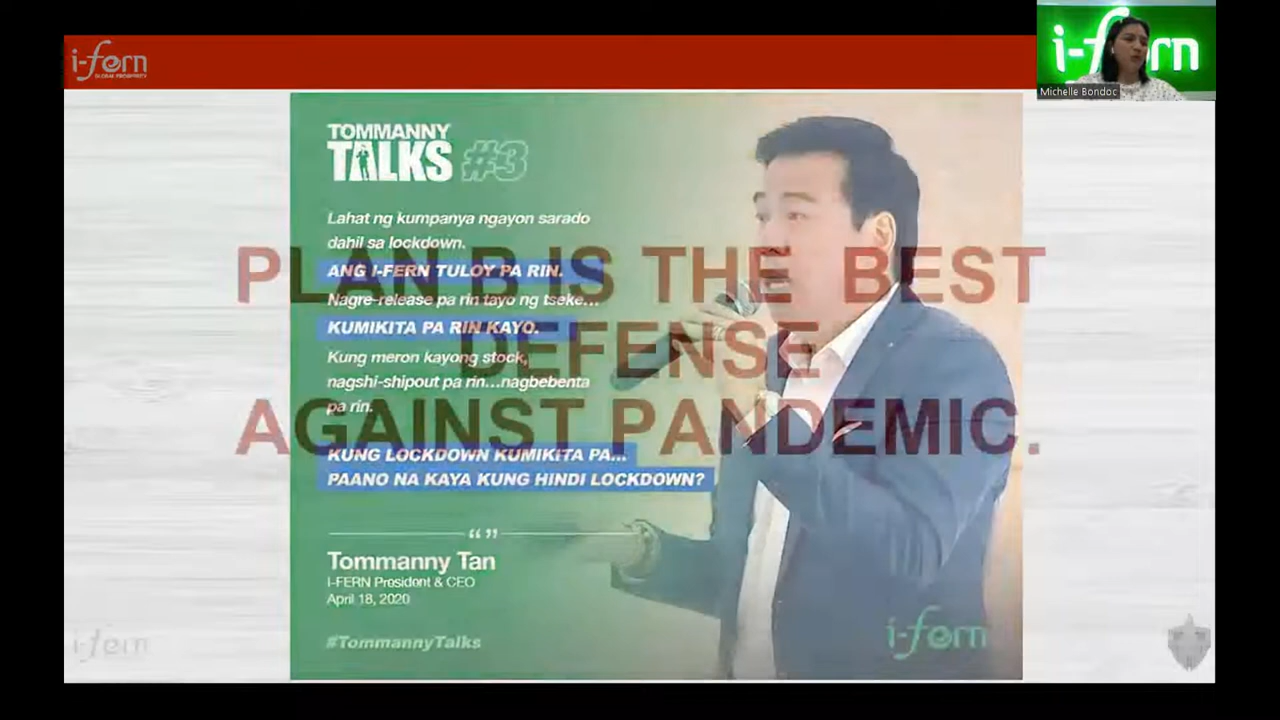 i-fern
GLOBAL PROSPERITY
i-fern
Michelle Bondoc
TOMMANNY
TALKS #3
Lahat ng kumpanya ngayon sarado
dahil sa lockdown.
ANG I-FERN TULOY PA RIN.
Nagre-release pa rin tayo ng tseke...
KUMIKITA PA RIN KAYO.
Kung meron kayong stock,
nagshi-shipout pa rin...nagbebenta
pa rin.
KUNG LOCKDOWN KUMIKITA PA...
PAANO NA KAYA KUNG HINDI LOCKDOWN?
PLAN B IS THE BEST
DEFENSE
AGAINST PANDEMIC.
“ ”
Tommanny Tan
I-FERN President & CEO
April 18, 2020
#TommannyTalks
i-fern
i-fern